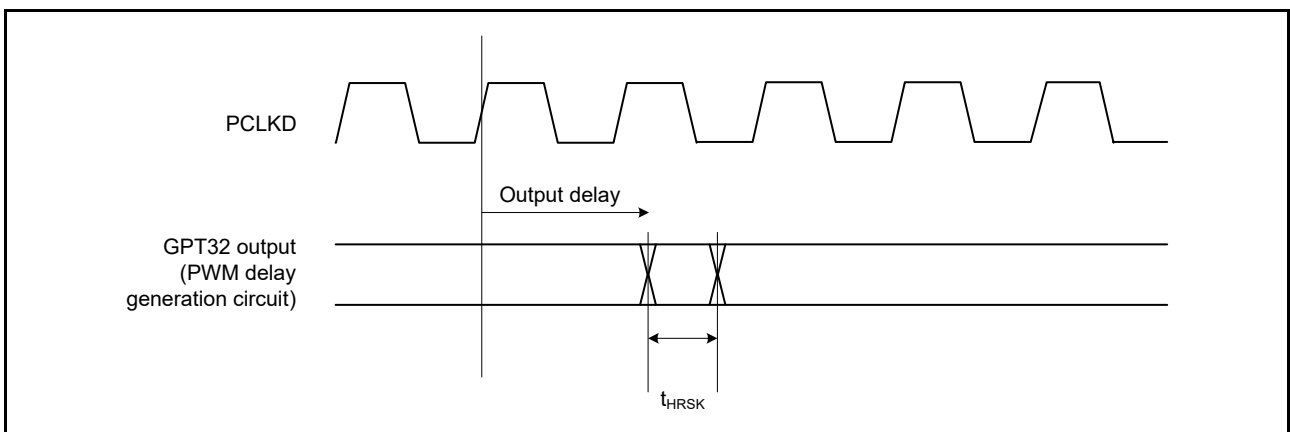 PCLKD
Output delay
GPT32 output
(PWM delay
generation circuit)
tHRSK